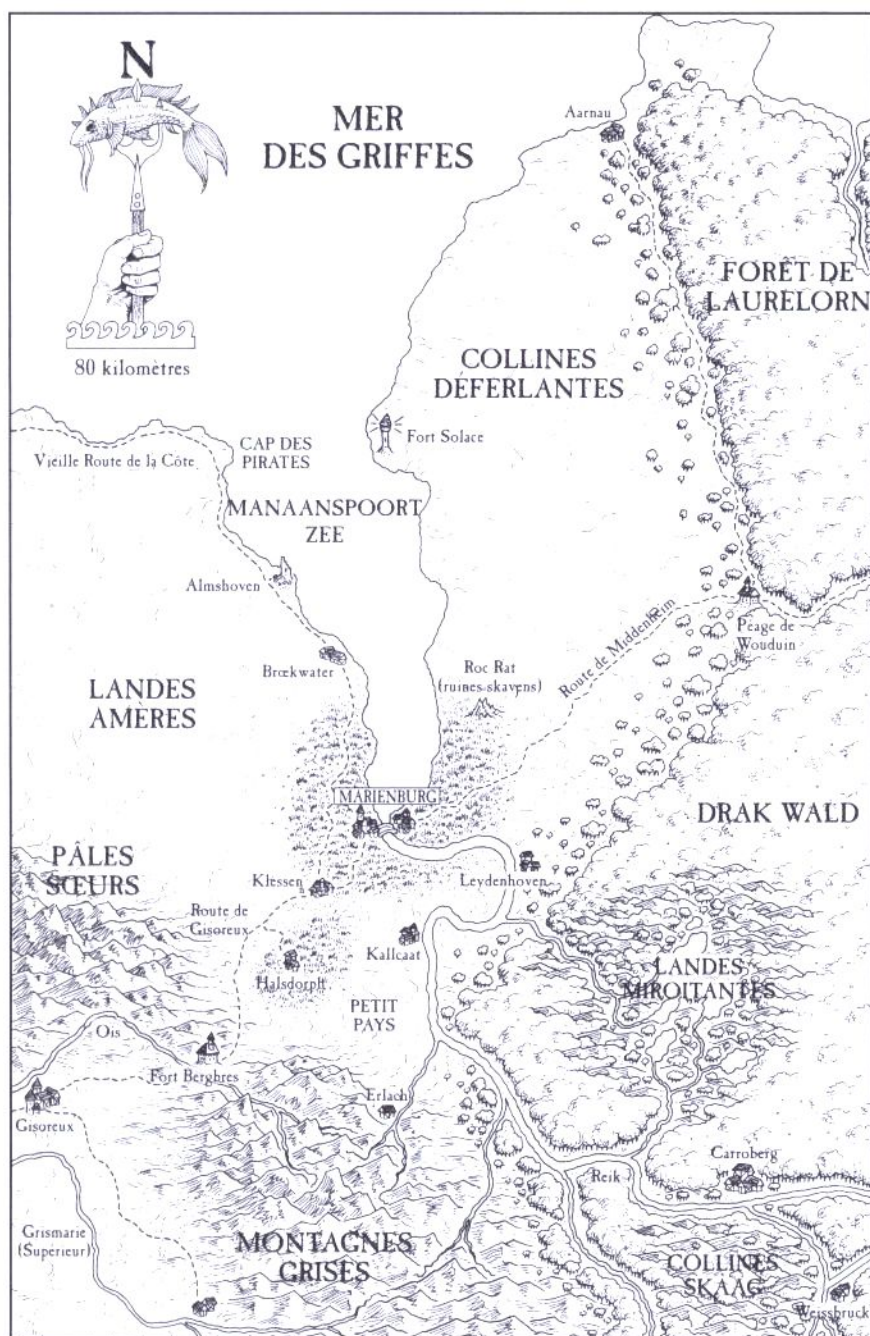 N
MER
DES GRIFFES
80 kilomètres
Aarnau
FORÊT DE
LAURELORN
COLLINES
DÉFERLANTES
Fort Solace
Vieille Route de la Côte
CAP DES
PIRATES
MANAANSPOORT
ZEE
Almshoven
Brœkwater
Roc Rat
(ruines skavens)
Route de Middenheim
Peage de
Wouduin
LANDES
AMÈRES
MARIENBURG
DRAK WALD
PÂLES
SŒURS
Klessen
Leydenhoven
Route de
Gisoreux
Kallcaat
Halsdorph
LANDES
MIROITANTES
PETIT
PAYS
Ois
Fort Berghres
Erlach
Gisoreux
Carroberg
Reik
Grismarie
(Supérieur)
MONTAGNES
GRISES
COLLINES
SKAAG
Weissbruck